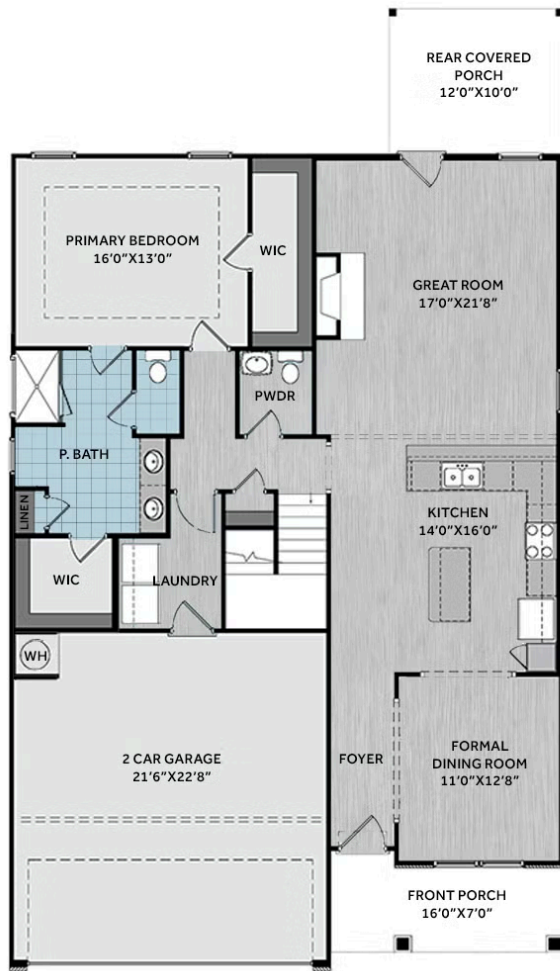 REAR COVERED
PORCH
12'0"X10'0"
PRIMARY BEDROOM
16'0"X13'0"
WIC
GREAT ROOM
17'0"X21'8"
PWDR
P. BATH
LINEN
KITCHEN
14'0"X16'0"
WIC
LAUNDRY
WH
2 CAR GARAGE
21'6"X22'8"
FOYER
FORMAL
DINING ROOM
11'0"X12'8"
FRONT PORCH
16'0"X7'0"